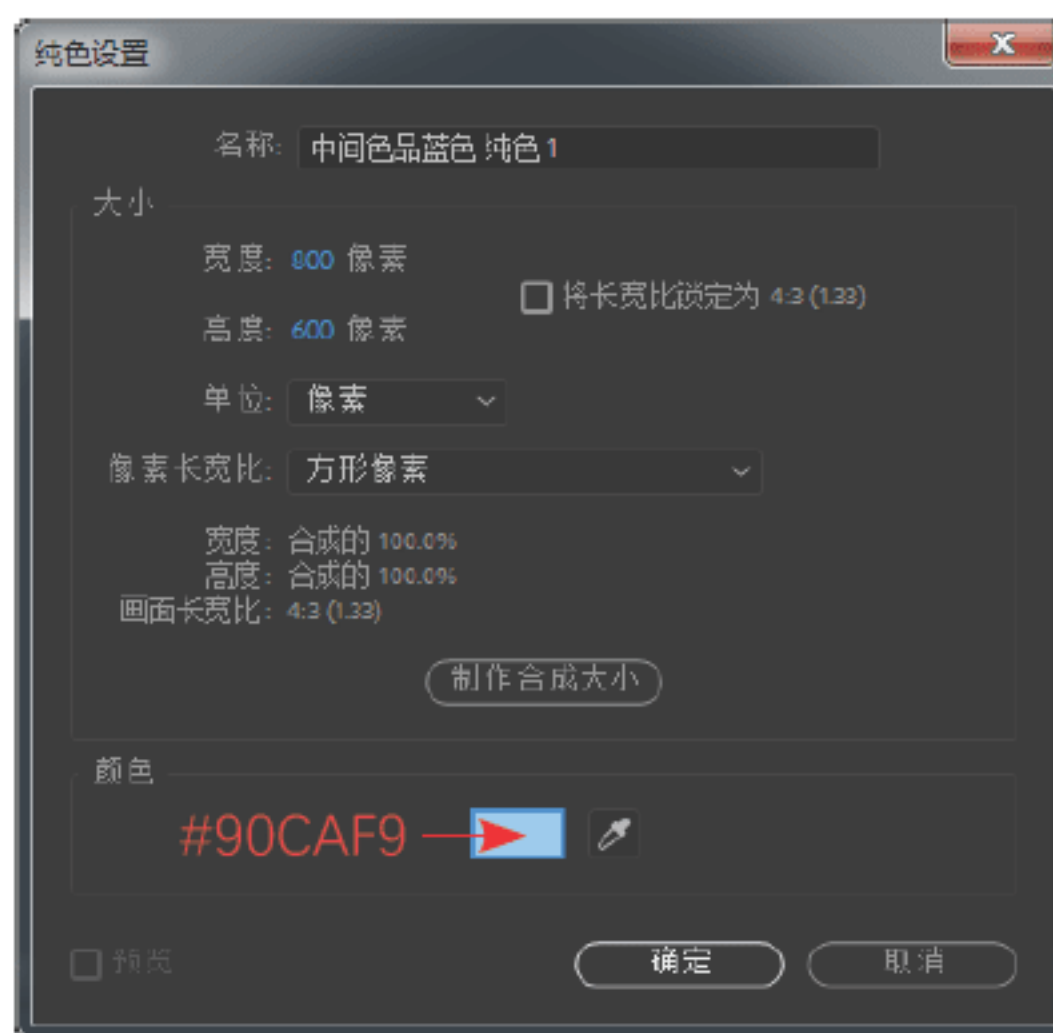 纯色设置
名称: 中间色品蓝色 纯色 1
大小
宽度: 800 像素
将长宽比锁定为 4:3 (1.33)
高度: 600 像素
单位: 像素
像素长宽比: 方形像素
宽度: 合成的 100.0%
高度: 合成的 100.0%
画面长宽比: 4:3 (1.33)
制作合成大小
颜色
#90CAF9
预览 确定 取消